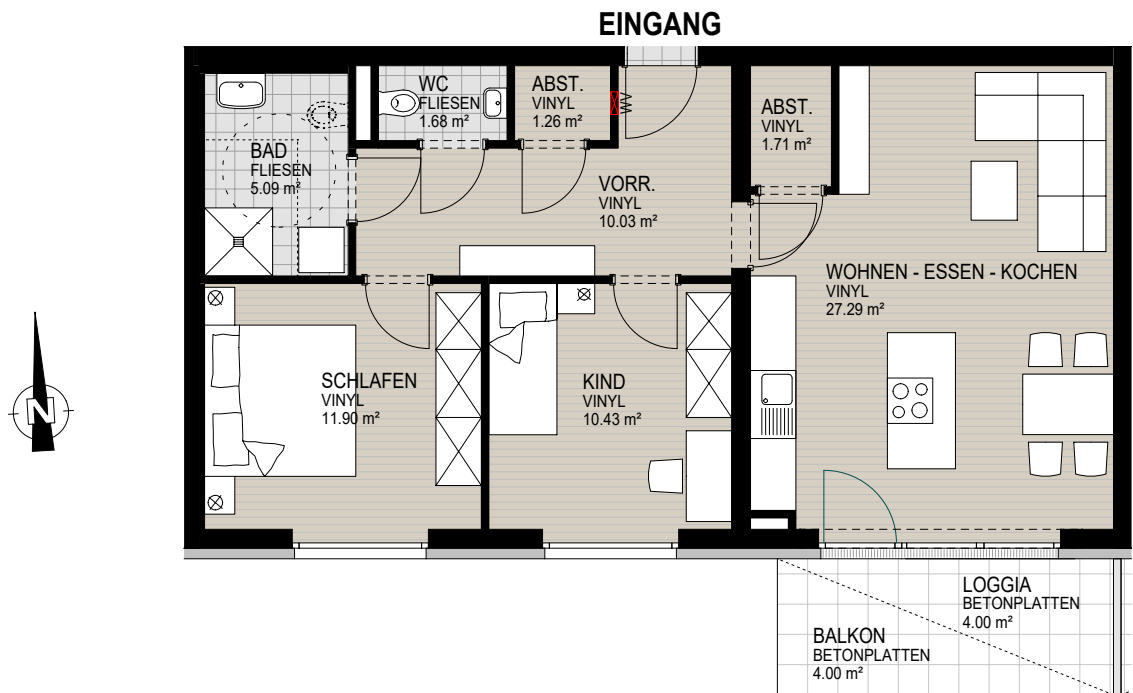 EINGANG
WC
FLIESEN
1.68 m²
ABST.
VINYL
1.26 m²
ABST.
VINYL
1.71 m²
BAD
FLIESEN
5.09 m²
VORR.
VINYL
10.03 m²
WOHNEN - ESSEN - KOCHEN
VINYL
27.29 m²
SCHLAFEN
VINYL
11.90 m²
KIND
VINYL
10.43 m²
N
LOGGIA
BETONPLATTEN
4.00 m²
BALKON
BETONPLATTEN
4.00 m²